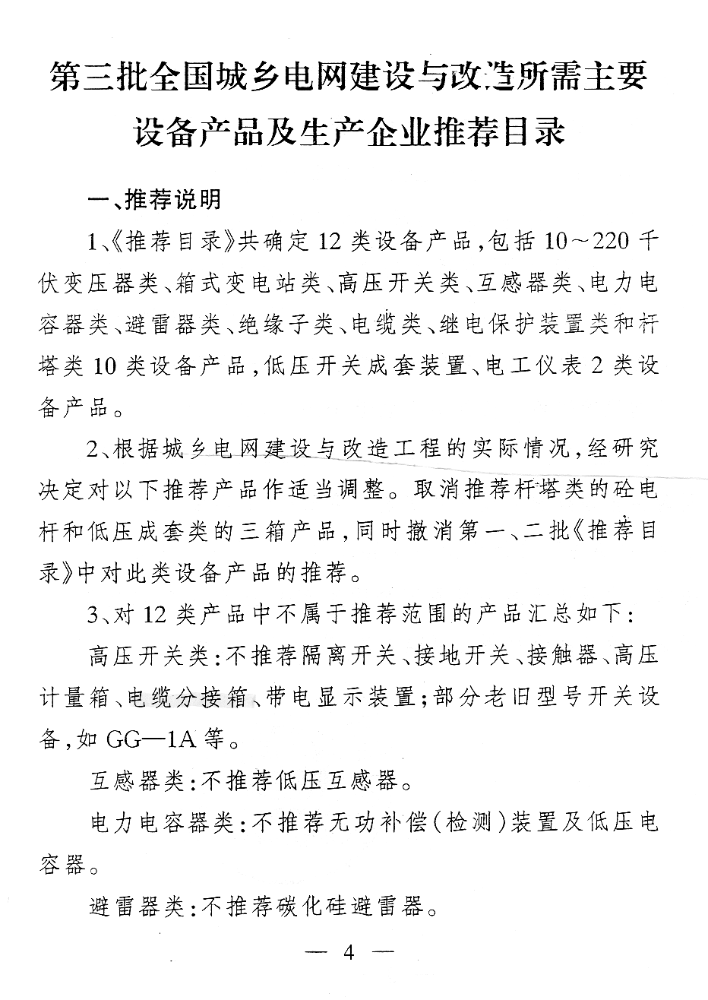 第三批全国城乡电网建设与改造所需主要
设备产品及生产企业推荐目录
一、推荐说明
1、《推荐目录》共确定 12 类设备产品,包括 10～220 千
伏变压器类、箱式变电站类、高压开关类、互感器类、电力电
容器类、避雷器类、绝缘子类、电缆类、继电保护装置类和杆
塔类 10 类设备产品,低压开关成套装置、电工仪表 2 类设
备产品。
2、根据城乡电网建设与改造工程的实际情况,经研究
决定对以下推荐产品作适当调整。取消推荐杆塔类的砼电
杆和低压成套类的三箱产品,同时撤消第一、二批《推荐目
录》中对此类设备产品的推荐。
3、对 12 类产品中不属于推荐范围的产品汇总如下:
高压开关类:不推荐隔离开关、接地开关、接触器、高压
计量箱、电缆分接箱、带电显示装置;部分老旧型号开关设
备,如 GG—1A 等。
互感器类:不推荐低压互感器。
电力电容器类:不推荐无功补偿(检测)装置及低压电
容器。
避雷器类:不推荐碳化硅避雷器。
— 4 —